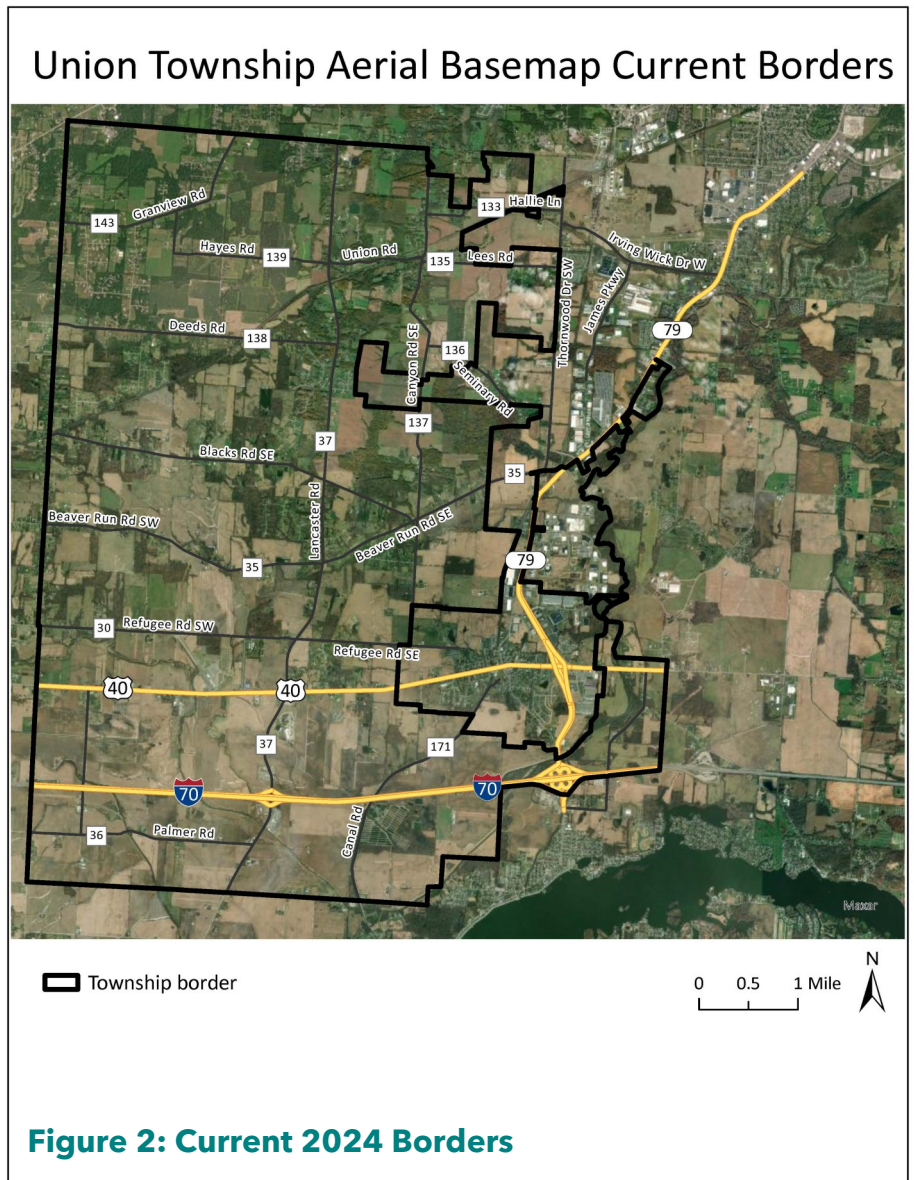 Union Township Aerial Basemap Current Borders
143
Granview Rd
133
Hallie Ln
Hayes Rd
139
Union Rd
135
Lees Rd
Irving Wick Dr W
Thornwood Dr SW
James Pkwy
Deeds Rd
138
Canyon Rd SE
136
79
Seminary Rd
137
37
Blacks Rd SE
35
Lancaster Rd
Beaver Run Rd SW
Beaver Run Rd SE
35
79
30
Refugee Rd SW
Refugee Rd SE
40
40
37
171
70
70
36
Palmer Rd
Canal Rd
Maxar
Township border
0 0.5 1 Mile
N
Figure 2: Current 2024 Borders